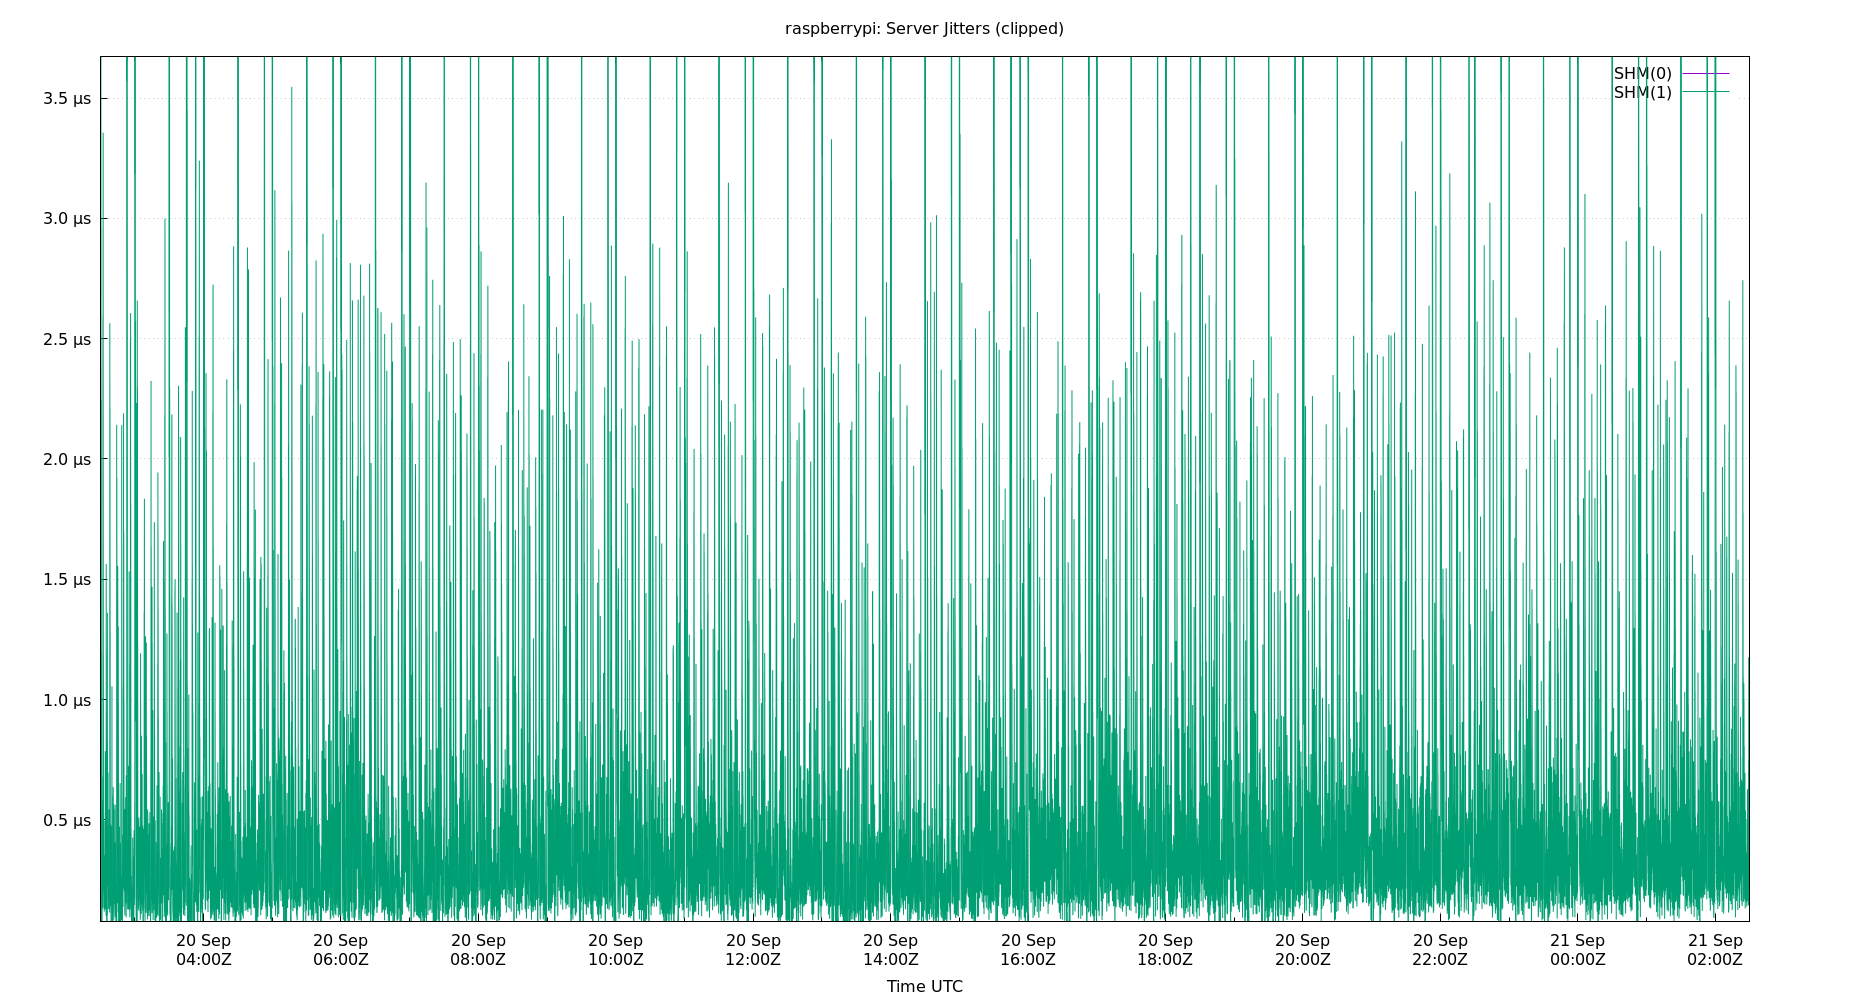 raspberrypi: Server Jitters (clipped)
SHM(0)
SHM(1)
3.5 µs
3.0 µs
2.5 µs
2.0 µs
1.5 µs
1.0 µs
0.5 µs
20 Sep 20 Sep 20 Sep 20 Sep 20 Sep 20 Sep 20 Sep 20 Sep 20 Sep 20 Sep 21 Sep 21 Sep
04:00Z 06:00Z 08:00Z 10:00Z 12:00Z 14:00Z 16:00Z 18:00Z 20:00Z 22:00Z 00:00Z 02:00Z
Time UTC